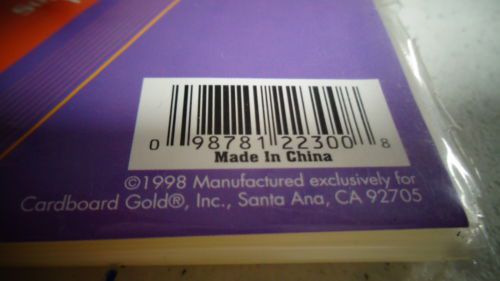 0 98781 22300 8
Made In China
©1998 Manufactured exclusively for
Cardboard Gold®, Inc., Santa Ana, CA 92705